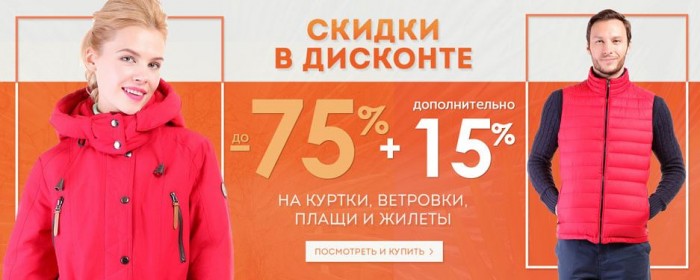 СКИДКИ
В ДИСКОНТЕ
ДО
-75% + ДОПОЛНИТЕЛЬНО
15%
НА КУРТКИ, ВЕТРОВКИ,
ПЛАЩИ И ЖИЛЕТЫ
ПОСМОТРЕТЬ И КУПИТЬ >